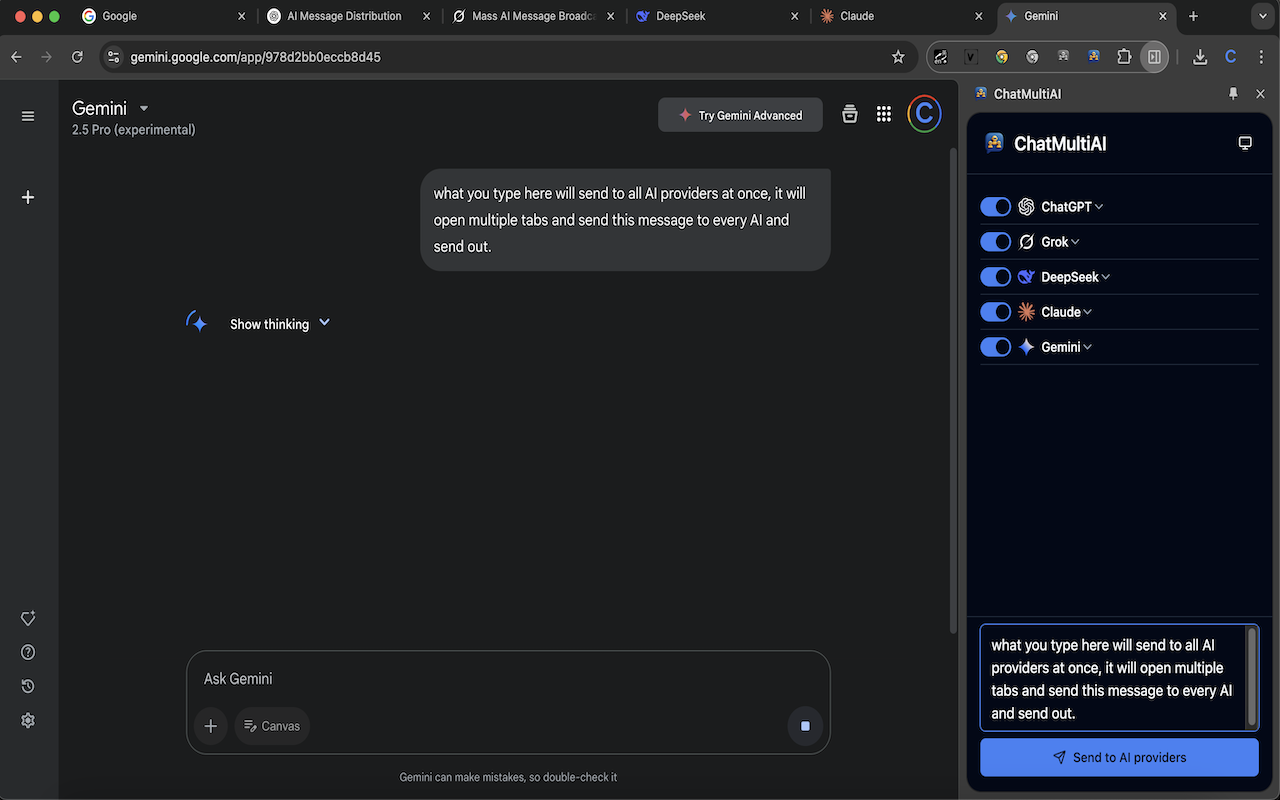 Google
AI Message Distribution
Mass AI Message Broadc
DeepSeek
Claude
Gemini
gemini.google.com/app/978d2bb0eccb8d45
C
ChatMultiAI
Gemini
2.5 Pro (experimental)
Try Gemini Advanced
C
what you type here will send to all AI providers at once, it will
open multiple tabs and send this message to every AI and
send out.
Show thinking
Ask Gemini
Canvas
Gemini can make mistakes, so double-check it
ChatMultiAI
ChatGPT
Grok
DeepSeek
Claude
Gemini
what you type here will send to all AI
providers at once, it will open multiple
tabs and send this message to every AI
and send out.
Send to AI providers